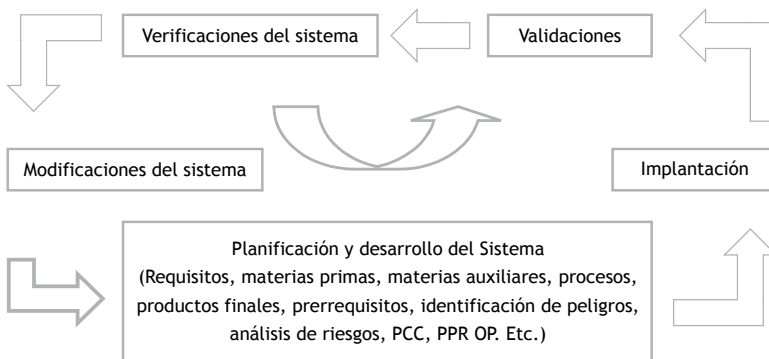 Verificaciones del sistema
Validaciones
Modificaciones del sistema
Implantación
Planificación y desarrollo del Sistema
(Requisitos, materias primas, materias auxiliares, procesos,
productos finales, prerrequisitos, identificación de peligros,
análisis de riesgos, PCC, PPR OP. Etc.)